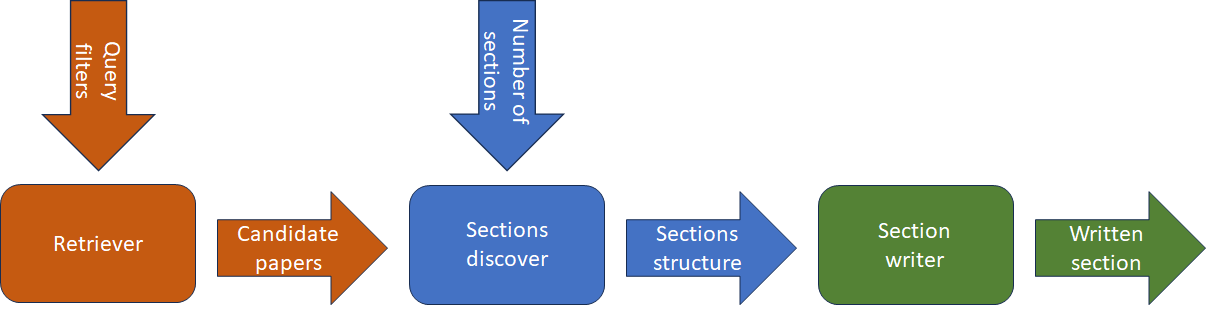 Query
filters
Number of
sections
Retriever
Candidate
papers
Sections
discover
Sections
structure
Section
writer
Written
section